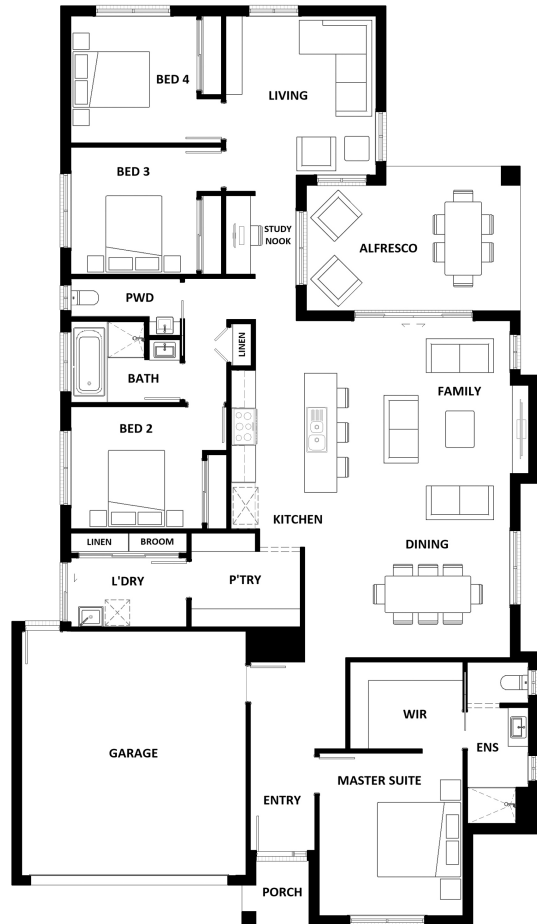 BED 4
LIVING
BED 3
STUDY
NOOK
ALFRESCO
PWD
LINEN
BATH
FAMILY
BED 2
KITCHEN
LINEN
BROOM
DINING
L'DRY
P'TRY
WIR
GARAGE
ENS
MASTER SUITE
ENTRY
PORCH